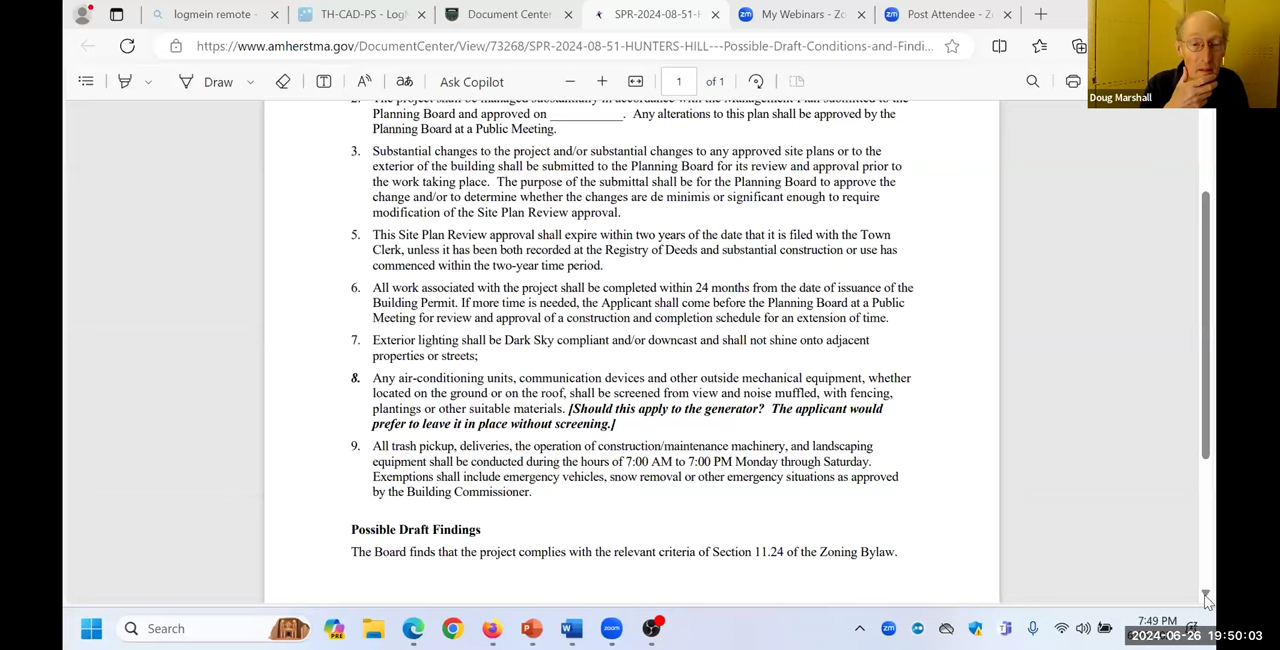 logmein remote -
TH-CAD-PS - LogM
Document Center
SPR-2024-08-51-H
My Webinars - Zo
Post Attendee - Z
https://www.amherstma.gov/DocumentCenter/View/73268/SPR-2024-08-51-HUNTERS-HILL---Possible-Draft-Conditions-and-Findi...
Draw
Ask Copilot
1
of 1
Doug Marshall
2. The project shall be managed substantially in accordance with the Management Plan submitted to the
Planning Board and approved on ___________. Any alterations to this plan shall be approved by the
Planning Board at a Public Meeting.
3. Substantial changes to the project and/or substantial changes to any approved site plans or to the
exterior of the building shall be submitted to the Planning Board for its review and approval prior to
the work taking place. The purpose of the submittal shall be for the Planning Board to approve the
change and/or to determine whether the changes are de minimis or significant enough to require
modification of the Site Plan Review approval.
5. This Site Plan Review approval shall expire within two years of the date that it is filed with the Town
Clerk, unless it has been both recorded at the Registry of Deeds and substantial construction or use has
commenced within the two-year time period.
6. All work associated with the project shall be completed within 24 months from the date of issuance of the
Building Permit. If more time is needed, the Applicant shall come before the Planning Board at a Public
Meeting for review and approval of a construction and completion schedule for an extension of time.
7. Exterior lighting shall be Dark Sky compliant and/or downcast and shall not shine onto adjacent
properties or streets;
8. Any air-conditioning units, communication devices and other outside mechanical equipment, whether
located on the ground or on the roof, shall be screened from view and noise muffled, with fencing,
plantings or other suitable materials. [Should this apply to the generator? The applicant would
prefer to leave it in place without screening.]
9. All trash pickup, deliveries, the operation of construction/maintenance machinery, and landscaping
equipment shall be conducted during the hours of 7:00 AM to 7:00 PM Monday through Saturday.
Exemptions shall include emergency vehicles, snow removal or other emergency situations as approved
by the Building Commissioner.
Possible Draft Findings
The Board finds that the project complies with the relevant criteria of Section 11.24 of the Zoning Bylaw.
Search
7:49 PM
2024-06-26 19:50:03